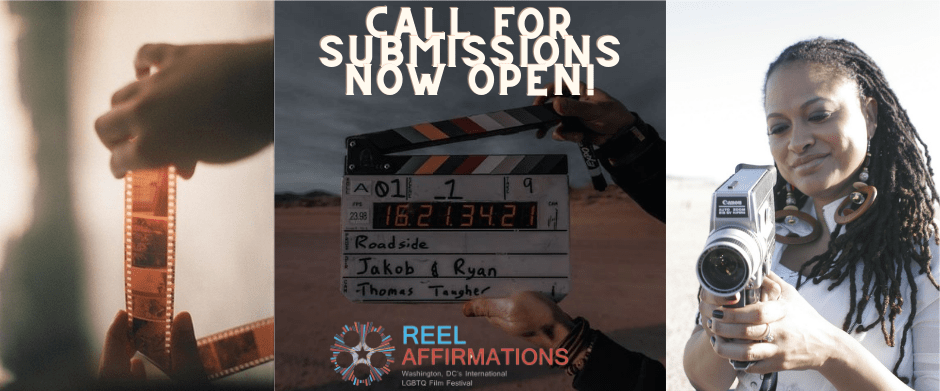 CALL FOR
SUBMISSIONS
NOW OPEN!
A 01 1 9
23.98
16 21 34 21
Roadside
Jakob & Ryan
Thomas Taugher
REEL
AFFIRMATIONS
Washington, DC's International
LGBTQ Film Festival
Canon